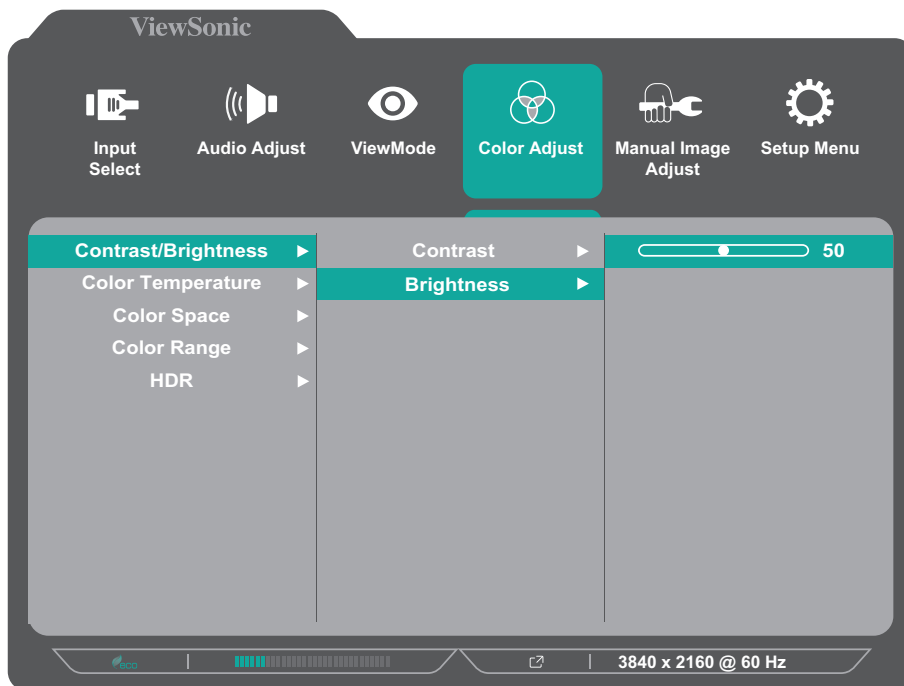 ViewSonic
Input Select
Audio Adjust
ViewMode
Color Adjust
Manual Image Adjust
Setup Menu
Contrast/Brightness
Contrast
50
Color Temperature
Brightness
Color Space
Color Range
HDR
eco
3840 x 2160 @ 60 Hz